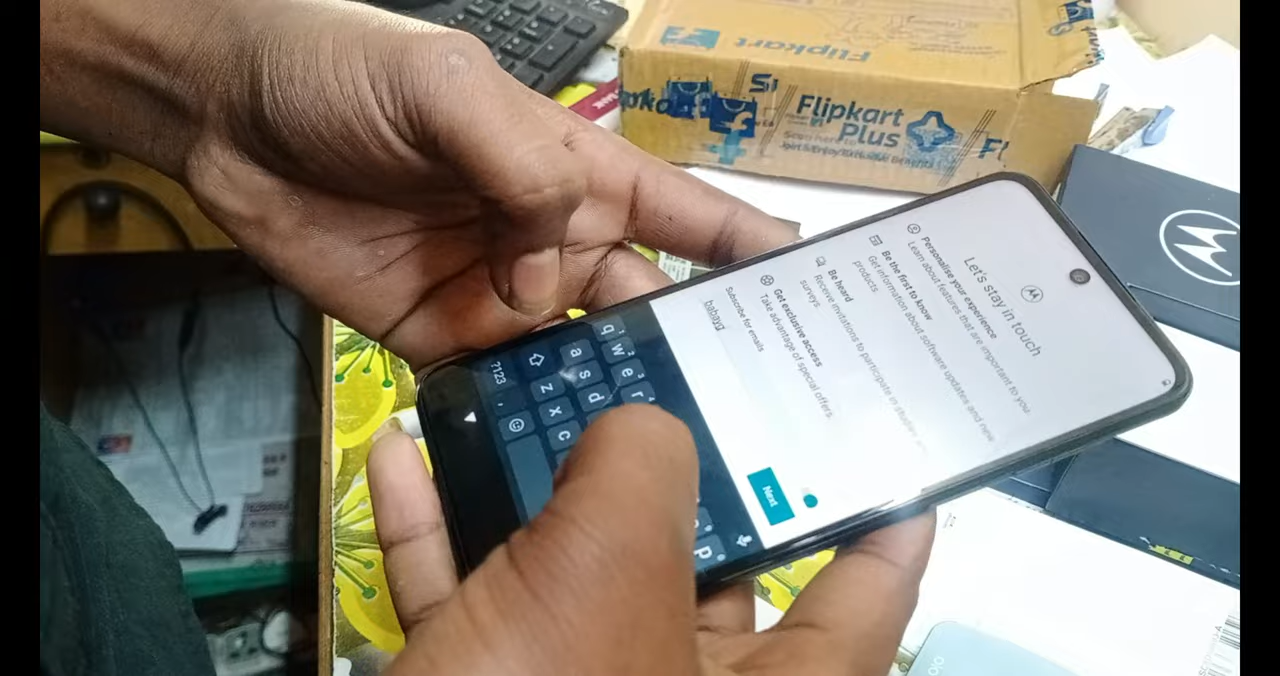 Flipkart
Flipkart
Plus
Let's stay in touch
Personalise your experience
Learn about features that are important to you
Be the first to know
Get information about software updates and new
products
Be heard
Receive invitations to participate in studies
surveys.
Get exclusive access
Take advantage of special offers.
Subscribe for emails
babayg
Next
q w e r
a s d
z x c
p
?123